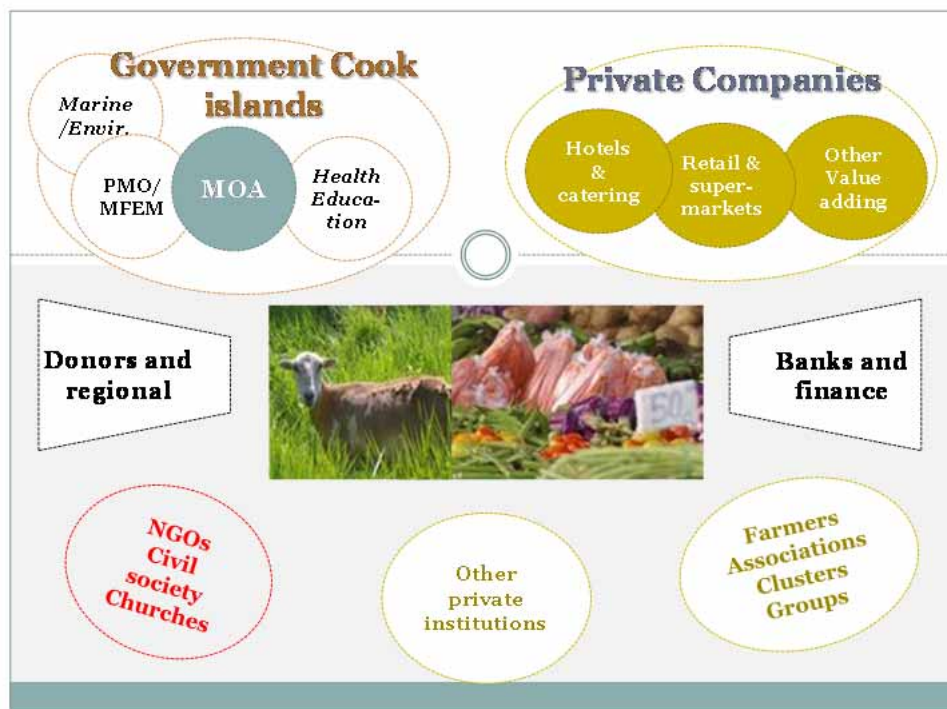 Government Cook
islands
Marine
/Envir.
PMO/
MFEM
MOA
Health
Educa-
tion
Private Companies
Hotels
&
catering
Retail &
super-
markets
Other
Value
adding
Donors and
regional
50
Banks and
finance
NGOs
Civil
society
Churches
Other
private
institutions
Farmers
Associations
Clusters
Groups